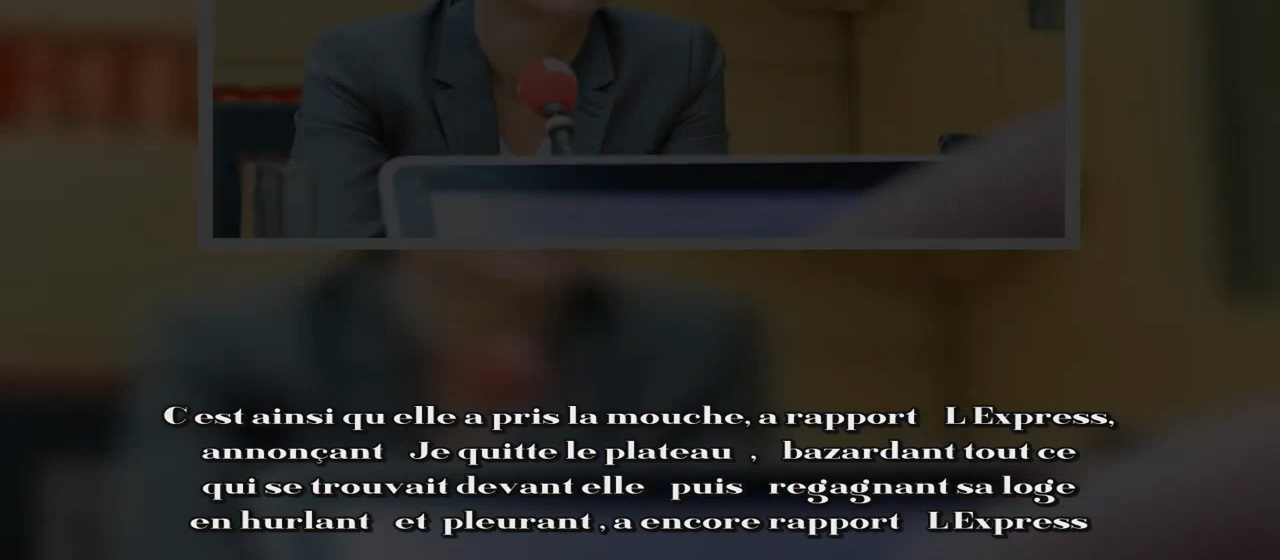 C est ainsi qu elle a pris la mouche, a rapport L Express,
annonçant Je quitte le plateau , bazardant tout ce
qui se trouvait devant elle puis regagnant sa loge
en hurlant et pleurant , a encore rapport L Express